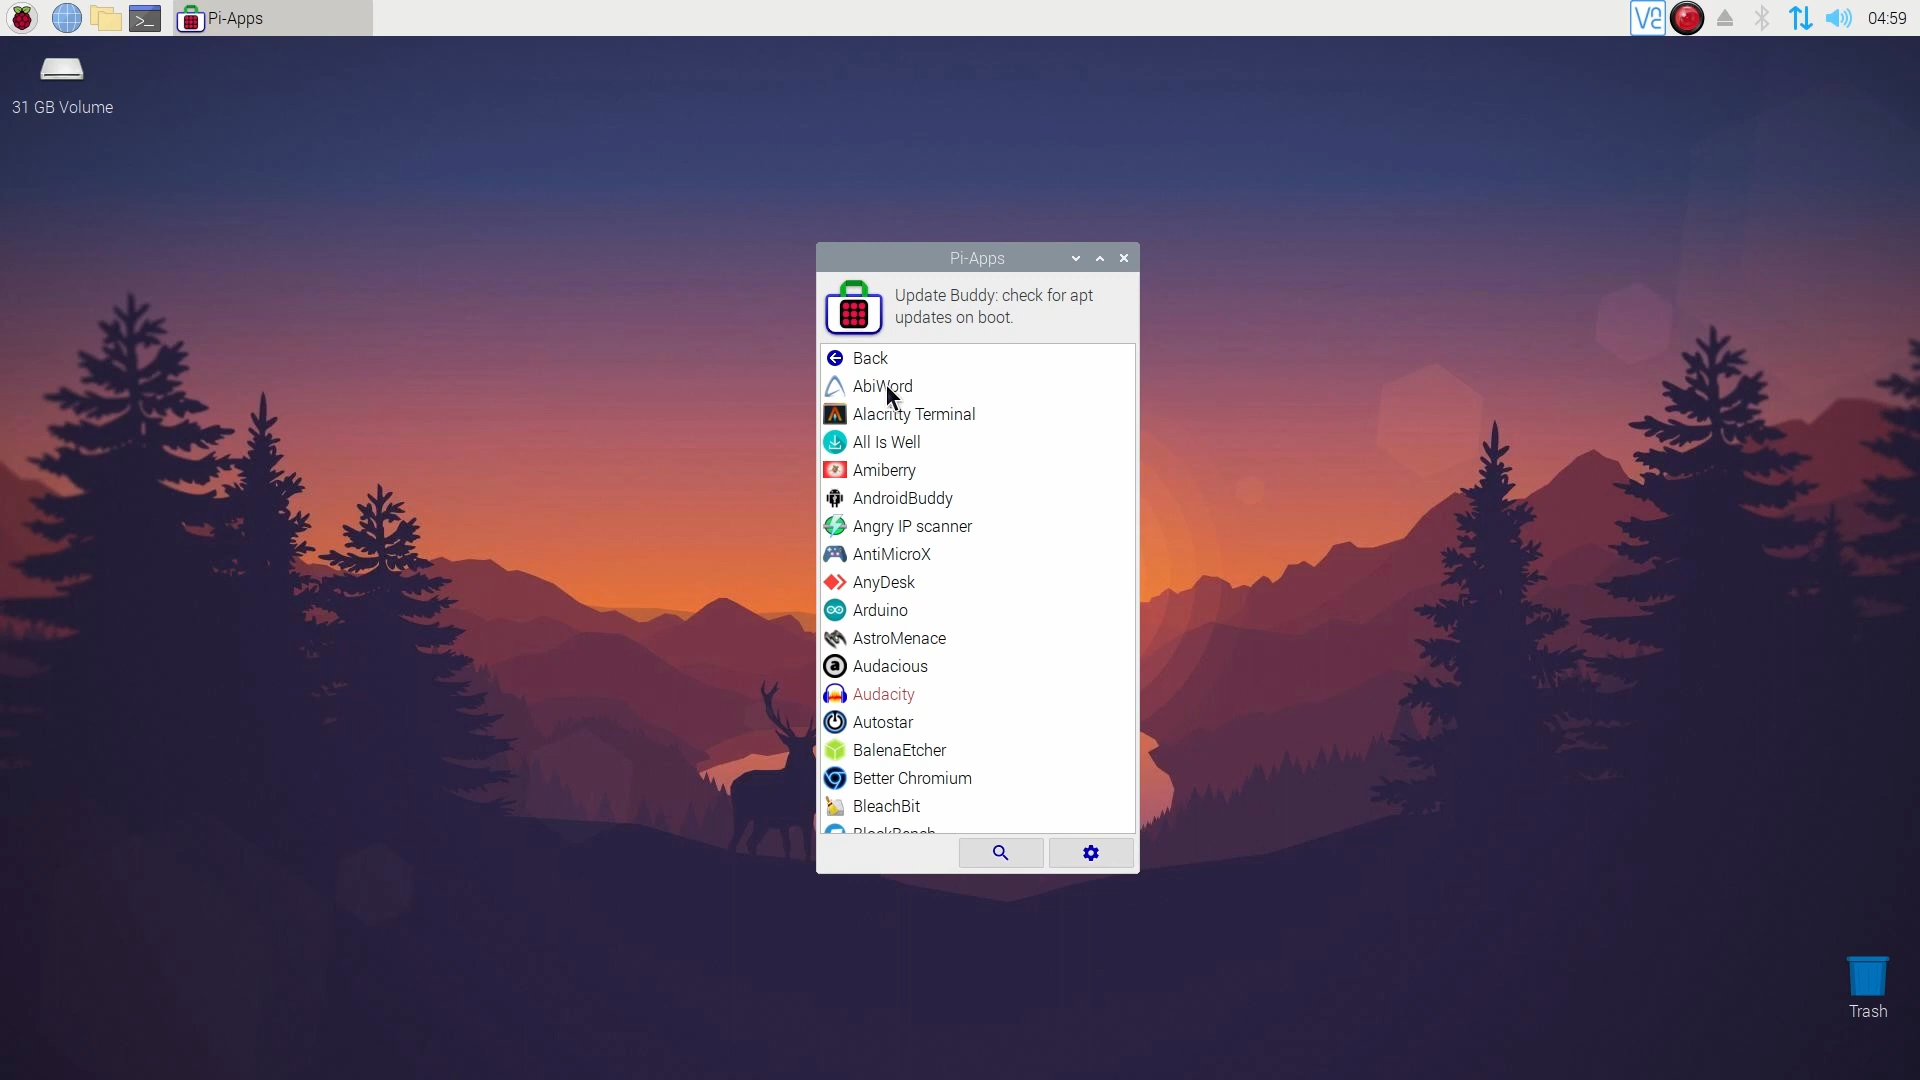 Pi-Apps
04:59
31 GB Volume
Pi-Apps
Update Buddy: check for apt
updates on boot.
Back
AbiWord
Alacritty Terminal
All Is Well
Amiberry
AndroidBuddy
Angry IP scanner
AntiMicroX
AnyDesk
Arduino
AstroMenace
Audacious
Audacity
Autostar
BalenaEtcher
Better Chromium
BleachBit
Trash